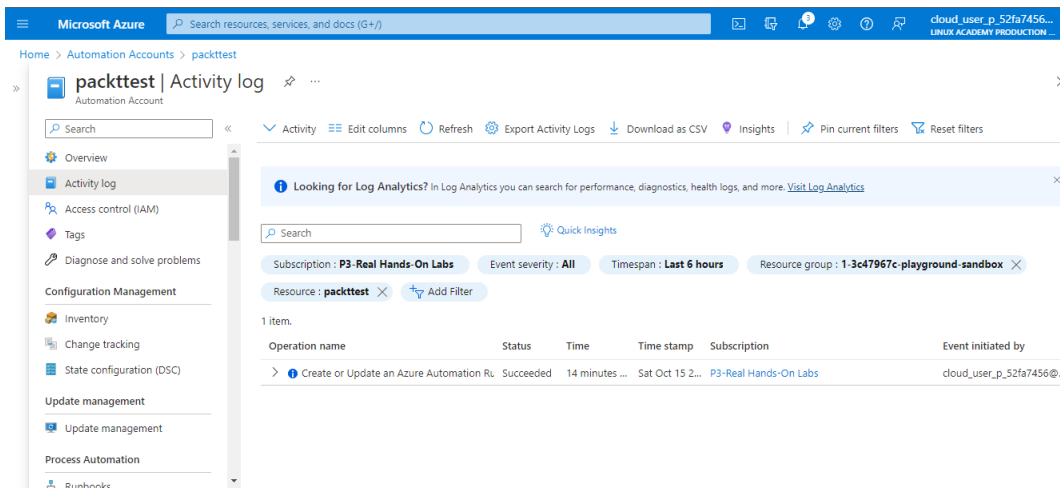 Microsoft Azure
Search resources, services, and docs (G+/)
3
cloud_user_p_52fa7456...
LINUX ACADEMY PRODUCTION ...
Home > Automation Accounts > packttest
packttest | Activity log
Automation Account
Search
Overview
Activity log
Access control (IAM)
Tags
Diagnose and solve problems
Configuration Management
Inventory
Change tracking
State configuration (DSC)
Update management
Update management
Process Automation
Runbooks
Activity Edit columns Refresh Export Activity Logs Download as CSV Insights Pin current filters Reset filters
Looking for Log Analytics? In Log Analytics you can search for performance, diagnostics, health logs, and more. Visit Log Analytics
Search
Quick Insights
Subscription : P3-Real Hands-On Labs Event severity : All Timespan : Last 6 hours Resource group : 1-3c47967c-playground-sandbox
Resource : packttest Add Filter
1 item.
Operation name Status Time Time stamp Subscription Event initiated by
Create or Update an Azure Automation Ru Succeeded 14 minutes ... Sat Oct 15 2... P3-Real Hands-On Labs cloud_user_p_52fa7456@.